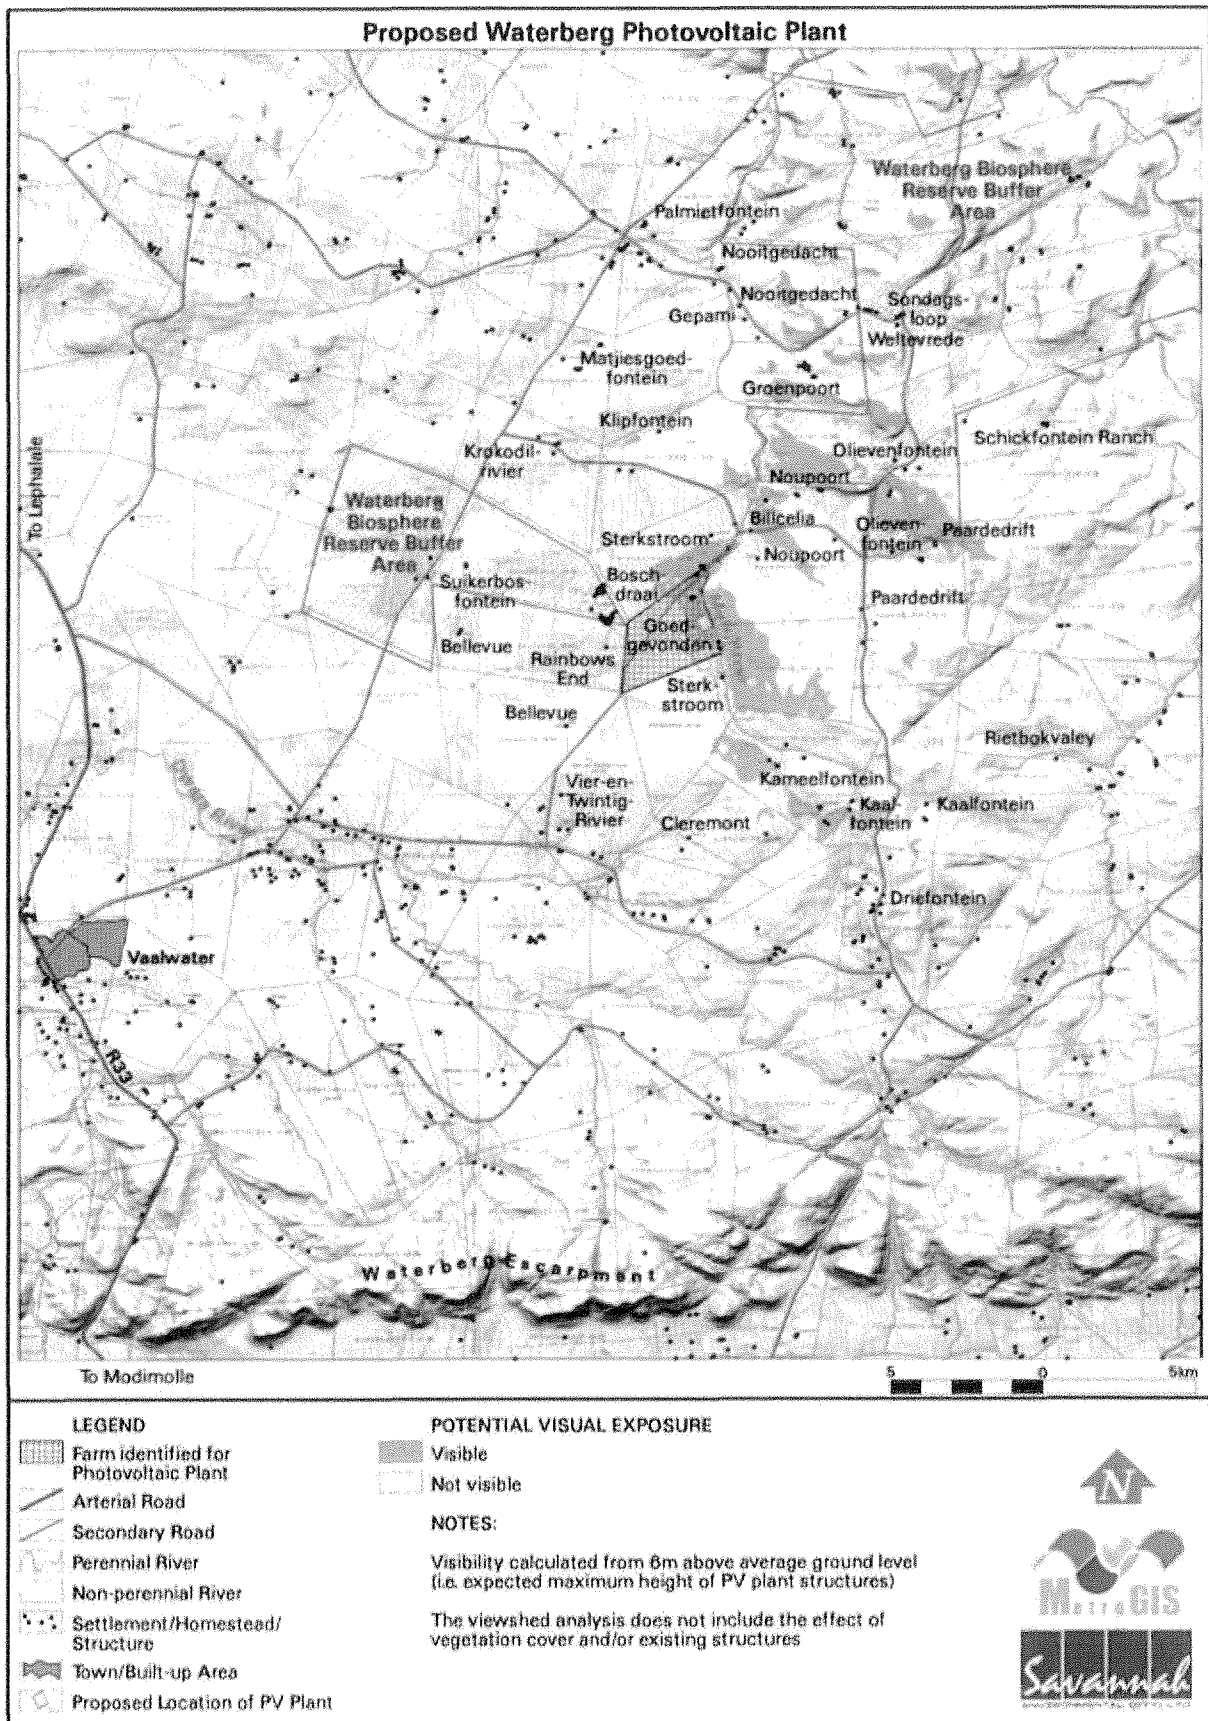 Proposed Waterberg Photovoltaic Plant
Waterberg Biosphere
Reserve Buffer
Area
Palmietfontein
Nooitgedacht
Nooitgedacht
Sondags-
loop
Gepami
Weltevrede
Matjiesgoed-
fontein
Groenpoort
Klipfontein
Schickfontein Ranch
Olievenfontein
Krokodil-
rivier
To Lephalale
Noupoort
Waterberg
Biosphere
Reserve Buffer
Area
Billcelia
Olieven-
fontein
Paardedrift
Sterkstroom
Noupoort
Bosch-
draai
Suikerbos-
fontein
Paardedrift
Goed-
gevonden
Bellevue
Rainbows
End
Sterk-
stroom
Bellevue
Rietbokvaley
Kameelfontein
Vier-en-
Twintig-
Rivier
Kaal-
fontein
Kaalfontein
Cleremont
Driefontein
Vaalwater
R33
Waterberg Escarpment
To Modimolle
5 0 5km
LEGEND
Farm identified for
Photovoltaic Plant
Arterial Road
Secondary Road
Perennial River
Non-perennial River
Settlement/Homestead/
Structure
Town/Built-up Area
Proposed Location of PV Plant
POTENTIAL VISUAL EXPOSURE
Visible
Not visible
NOTES:
Visibility calculated from 6m above average ground level
(i.e. expected maximum height of PV plant structures)
The viewshed analysis does not include the effect of
vegetation cover and/or existing structures
N
MetroGIS
Savannah